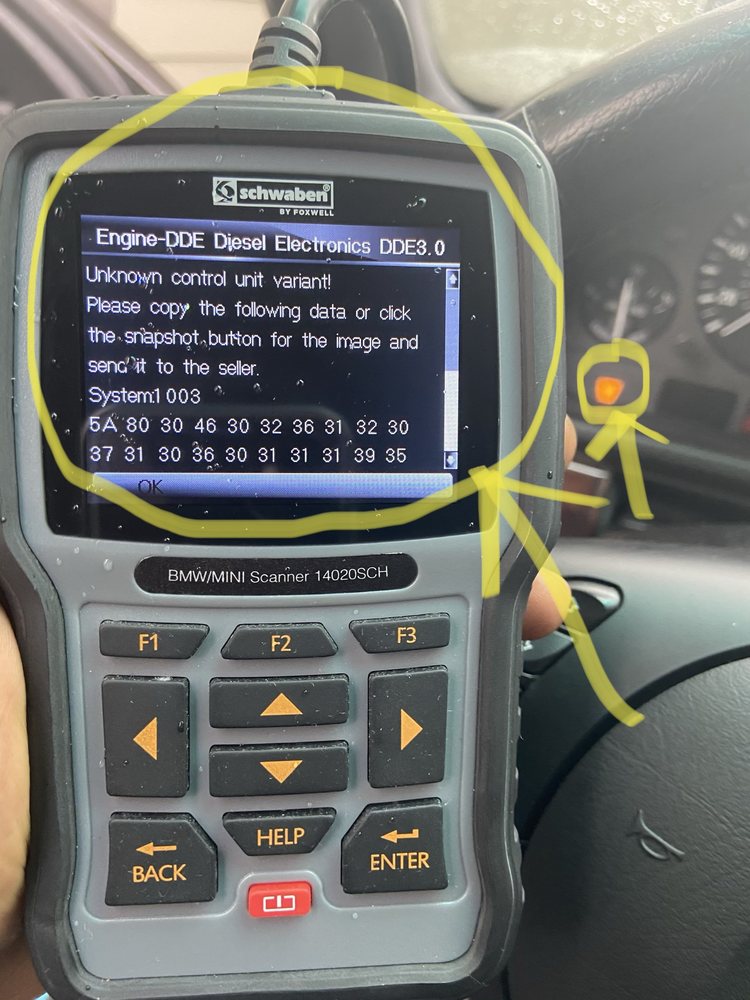 schwaben®
BY FOXWELL
Engine-DDE Diesel Electronics DDE3.0
Unknown control unit variant!
Please copy the following data or click
the snapshot button for the image and
send it to the seller.
System:1003
5A 80 30 46 30 32 36 31 32 30
37 31 30 36 30 31 31 31 39 35
OK
BMW/MINI Scanner 14020SCH
F1
F2
F3
BACK
HELP
ENTER